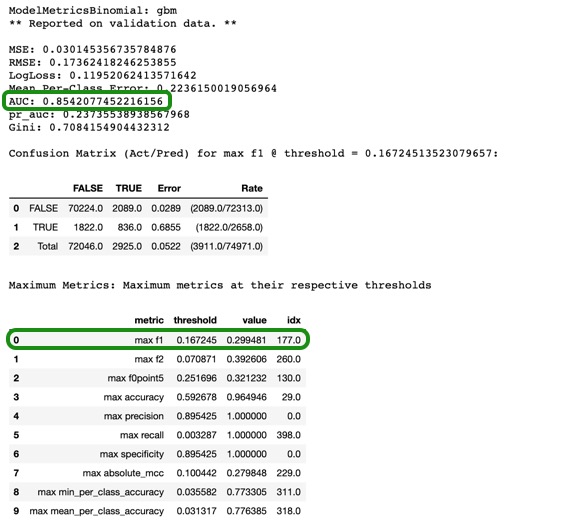 ModelMetricsBinomial: gbm
** Reported on validation data. **
MSE: 0.030145356735784876
RMSE: 0.17362418246253855
LogLoss: 0.11952062413571642
Mean Per-Class Error: 0.2236150019056964
AUC: 0.8542077452216156
pr_auc: 0.23735538938567968
Gini: 0.7084154904432312
Confusion Matrix (Act/Pred) for max f1 @ threshold = 0.16724513523079657:
FALSE TRUE Error Rate
0 FALSE 70224.0 2089.0 0.0289 (2089.0/72313.0)
1 TRUE 1822.0 836.0 0.6855 (1822.0/2658.0)
2 Total 72046.0 2925.0 0.0522 (3911.0/74971.0)
Maximum Metrics: Maximum metrics at their respective thresholds
metric threshold value idx
0 max f1 0.167245 0.299481 177.0
1 max f2 0.070871 0.392606 260.0
2 max f0point5 0.251696 0.321232 130.0
3 max accuracy 0.592678 0.964946 29.0
4 max precision 0.895425 1.000000 0.0
5 max recall 0.003287 1.000000 398.0
6 max specificity 0.895425 1.000000 0.0
7 max absolute_mcc 0.100442 0.279848 229.0
8 max min_per_class_accuracy 0.035582 0.773305 311.0
9 max mean_per_class_accuracy 0.031317 0.776385 318.0